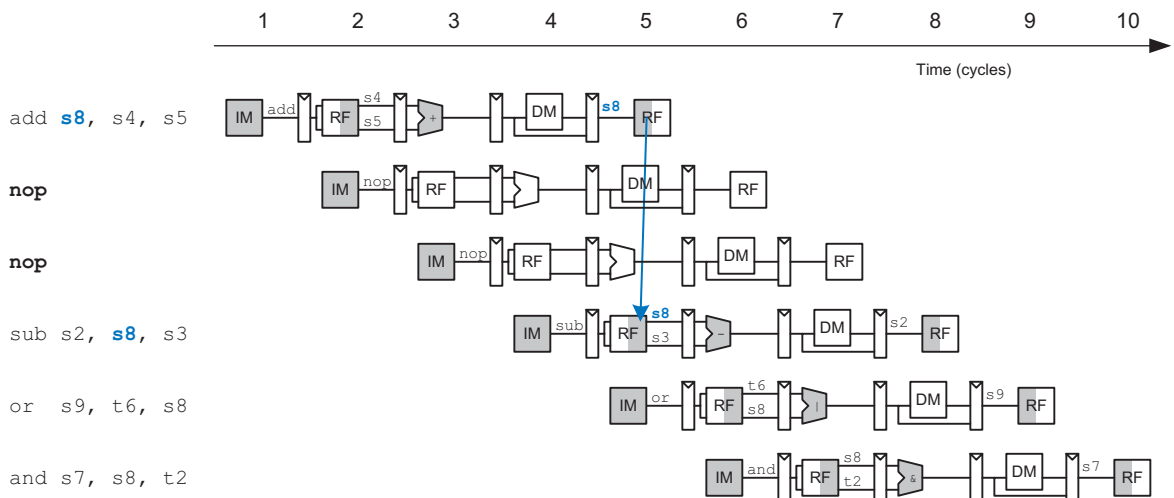 1 2 3 4 5 6 7 8 9 10
Time (cycles)
add s8, s4, s5 IM add RF s4 s5 + DM s8 RF
nop IM nop RF DM RF
nop IM nop RF DM RF
sub s2, s8, s3 IM sub RF s8 s3 - DM s2 RF
or s9, t6, s8 IM or RF t6 s8 | DM s9 RF
and s7, s8, t2 IM and RF s8 t2 & DM s7 RF